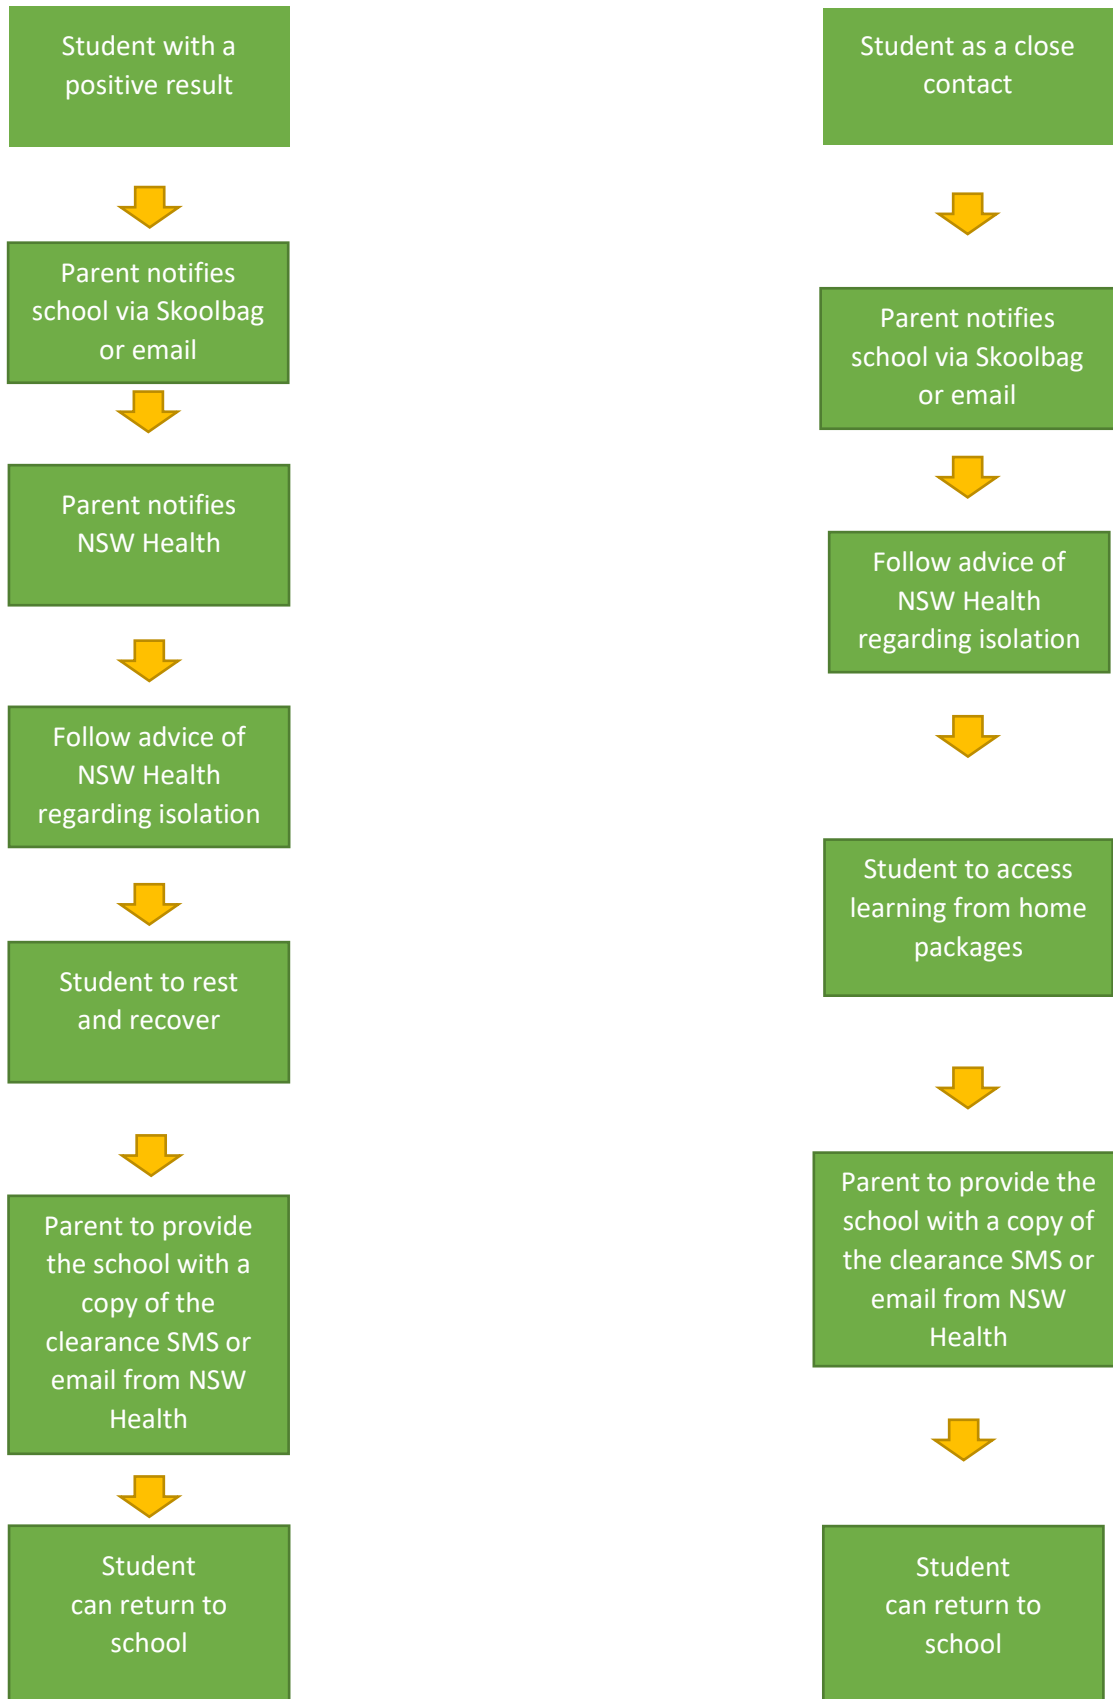 Student with a
positive result
Parent notifies
school via Skoolbag
or email
Parent notifies
NSW Health
Follow advice of
NSW Health
regarding isolation
Student to rest
and recover
Parent to provide
the school with a
copy of the
clearance SMS or
email from NSW
Health
Student
can return to
school
Student as a close
contact
Parent notifies
school via Skoolbag
or email
Follow advice of
NSW Health
regarding isolation
Student to access
learning from home
packages
Parent to provide the
school with a copy of
the clearance SMS or
email from NSW
Health
Student
can return to
school